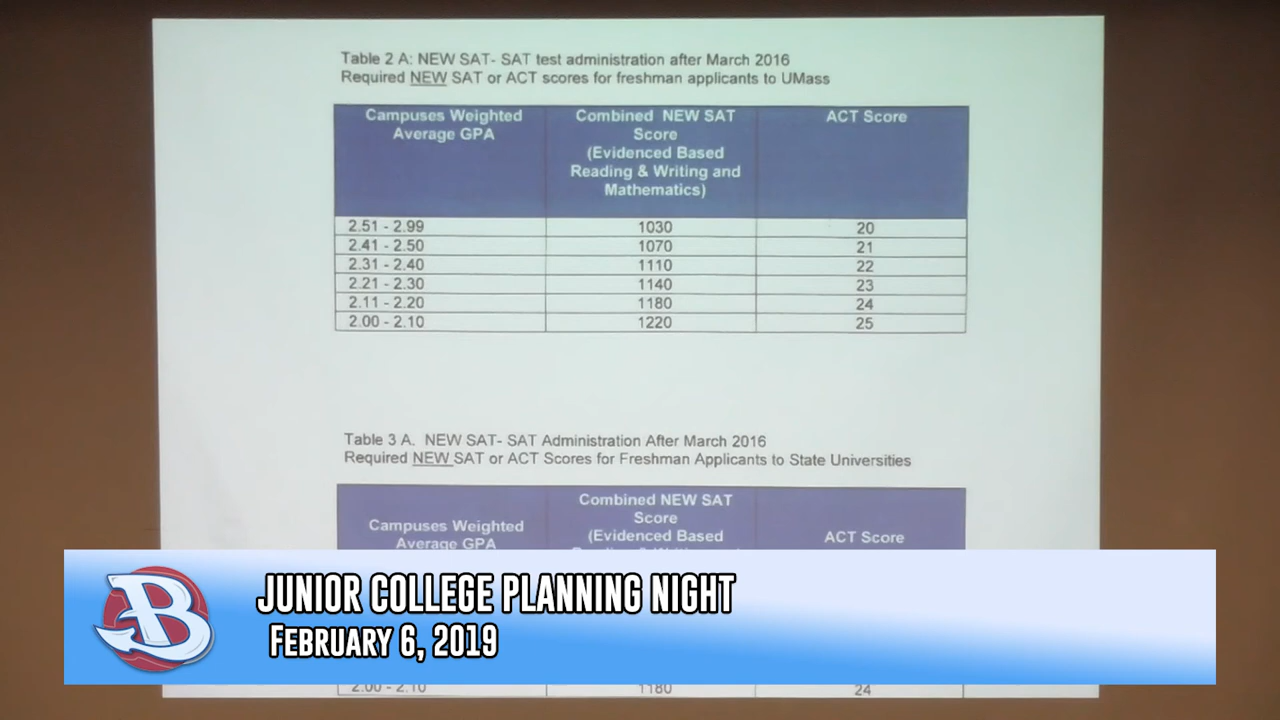 Table 2 A: NEW SAT- SAT test administration after March 2016
Required NEW SAT or ACT scores for freshman applicants to UMass
Campuses Weighted Average GPA
Combined NEW SAT Score (Evidenced Based Reading & Writing and Mathematics)
ACT Score
2.51 - 2.99 1030 20
2.41 - 2.50 1070 21
2.31 - 2.40 1110 22
2.21 - 2.30 1140 23
2.11 - 2.20 1180 24
2.00 - 2.10 1220 25
Table 3 A. NEW SAT- SAT Administration After March 2016
Required NEW SAT or ACT Scores for Freshman Applicants to State Universities
Campuses Weighted Average GPA
Combined NEW SAT Score (Evidenced Based
ACT Score
B
JUNIOR COLLEGE PLANNING NIGHT
FEBRUARY 6, 2019
2.00 - 2.10 1180 24